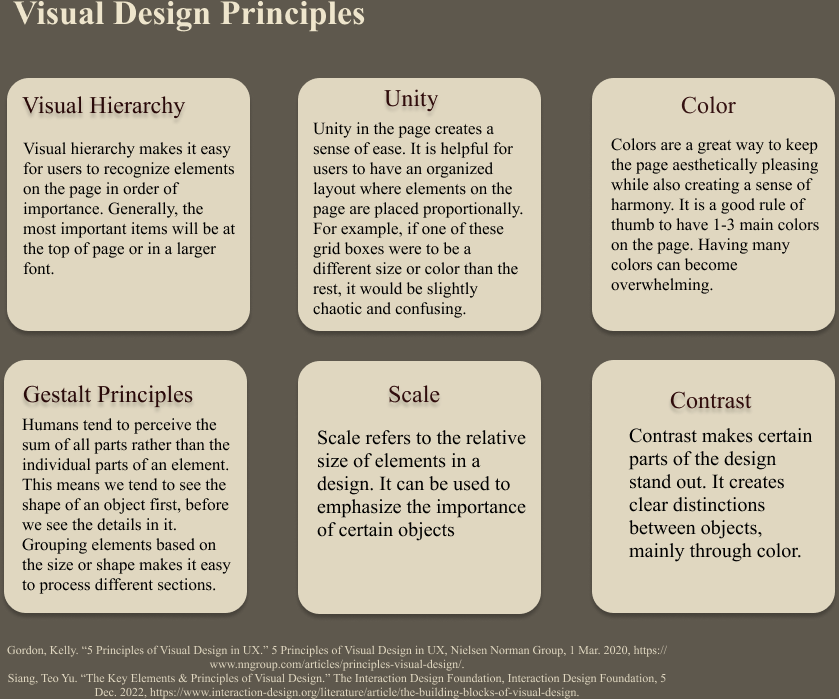 Visual Design Principles
Visual Hierarchy
Visual hierarchy makes it easy
for users to recognize elements
on the page in order of
importance. Generally, the
most important items will be at
the top of page or in a larger
font.
Unity
Unity in the page creates a
sense of ease. It is helpful for
users to have an organized
layout where elements on the
page are placed proportionally.
For example, if one of these
grid boxes were to be a
different size or color than the
rest, it would be slightly
chaotic and confusing.
Color
Colors are a great way to keep
the page aesthetically pleasing
while also creating a sense of
harmony. It is a good rule of
thumb to have 1-3 main colors
on the page. Having many
colors can become
overwhelming.
Gestalt Principles
Humans tend to perceive the
sum of all parts rather than the
individual parts of an element.
This means we tend to see the
shape of an object first, before
we see the details in it.
Grouping elements based on
the size or shape makes it easy
to process different sections.
Scale
Scale refers to the relative
size of elements in a
design. It can be used to
emphasize the importance
of certain objects
Contrast
Contrast makes certain
parts of the design
stand out. It creates
clear distinctions
between objects,
mainly through color.
Gordon, Kelly. “5 Principles of Visual Design in UX.” 5 Principles of Visual Design in UX, Nielsen Norman Group, 1 Mar. 2020, https://
www.nngroup.com/articles/principles-visual-design/.
Siang, Teo Yu. “The Key Elements & Principles of Visual Design.” The Interaction Design Foundation, Interaction Design Foundation, 5
Dec. 2022, https://www.interaction-design.org/literature/article/the-building-blocks-of-visual-design.